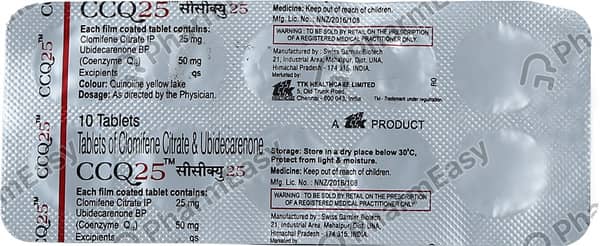 CCQ25™ सीसीक्यु 25
Each film coated tablet contains:
Clomifene Citrate IP 25 mg
Ubidecarenone BP
(Coenzyme Q₁₀) 50 mg
Excipients qs
Colour: Quinoline yellow lake
Dosage: As directed by the Physician.
Medicine: Keep out of reach of children.
Mfg. Lic. No.: NNZ/2016/108
WARNING : TO BE SOLD BY RETAIL ON THE PRESCRIPTION
OF A REGISTERED MEDICAL PRACTITIONER ONLY.
Manufactured by : Swiss Garnier Biotech
21, Industrial Area, Mehatpur, Dist. UNA,
Himachal Pradesh - 174 315, INDIA.
Marketed by
TTK HEALTHCARE LIMITED
5, Old Trunk Road,
Chennai - 600 043, India
TM - Trademark under registration
RO
CCQ25™
10 Tablets
Tablets of Clomifene Citrate & Ubidecarenone
A ttk PRODUCT
CCQ25™ सीसीक्यु 25
Each film coated tablet contains:
Clomifene Citrate IP 25 mg
Ubidecarenone BP
(Coenzyme Q₁₀) 50 mg
Excipients qs
Storage: Store in a dry place below 30°C,
Protect from light & moisture.
Medicine: Keep out of reach of children.
Mfg. Lic. No.: NNZ/2016/108
WARNING : TO BE SOLD BY RETAIL ON THE PRESCRIPTION
OF A REGISTERED MEDICAL PRACTITIONER ONLY.
Manufactured by : Swiss Garnier Biotech
21, Industrial Area, Mehatpur, Dist. UNA,
Himachal Pradesh - 174 315, INDIA.
CCQ25™
PharmEasy